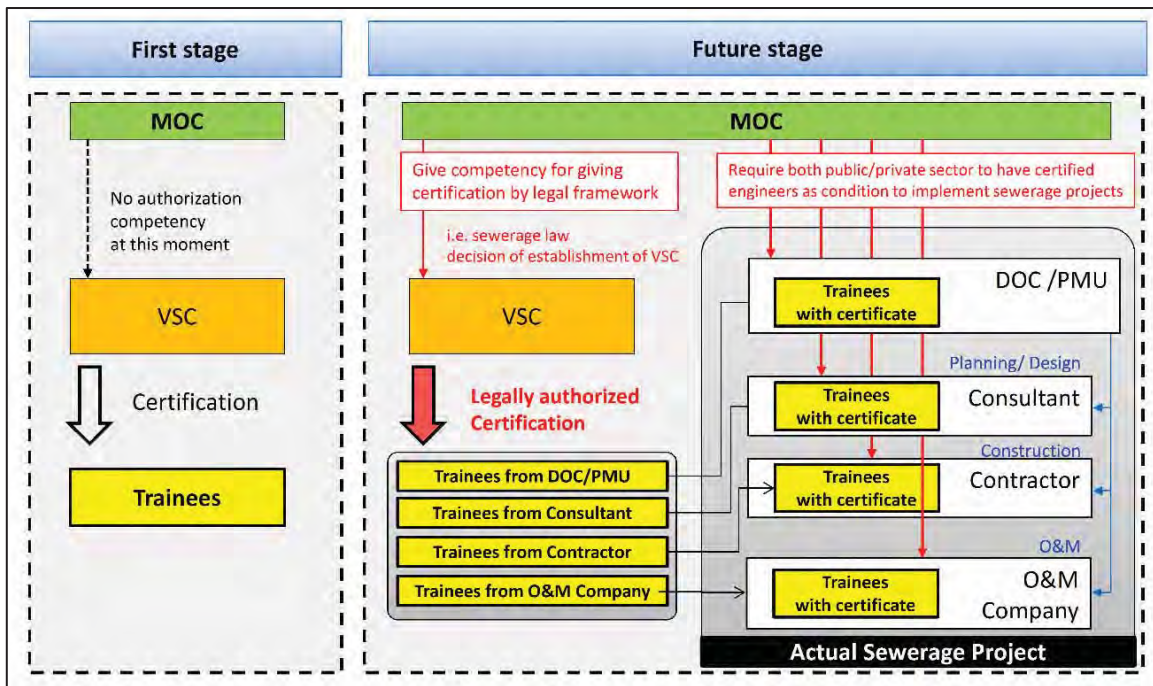 First stage
MOC
No authorization
competency
at this moment
VSC
Certification
Trainees
Future stage
MOC
Give competency for giving
certification by legal framework
i.e. sewerage law
decision of establishment of VSC
VSC
Legally authorized
Certification
Trainees from DOC/PMU
Trainees from Consultant
Trainees from Contractor
Trainees from O&M Company
Require both public/private sector to have certified
engineers as condition to implement sewerage projects
DOC /PMU
Trainees
with certificate
Planning/ Design
Consultant
Trainees
with certificate
Construction
Contractor
Trainees
with certificate
O&M
O&M
Company
Trainees
with certificate
Actual Sewerage Project